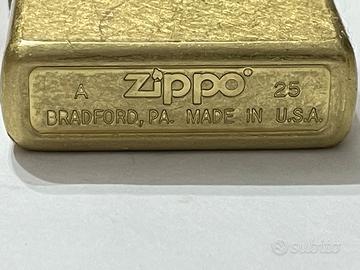 A Zippo® 25
BRADFORD, PA. MADE IN U.S.A.
subito